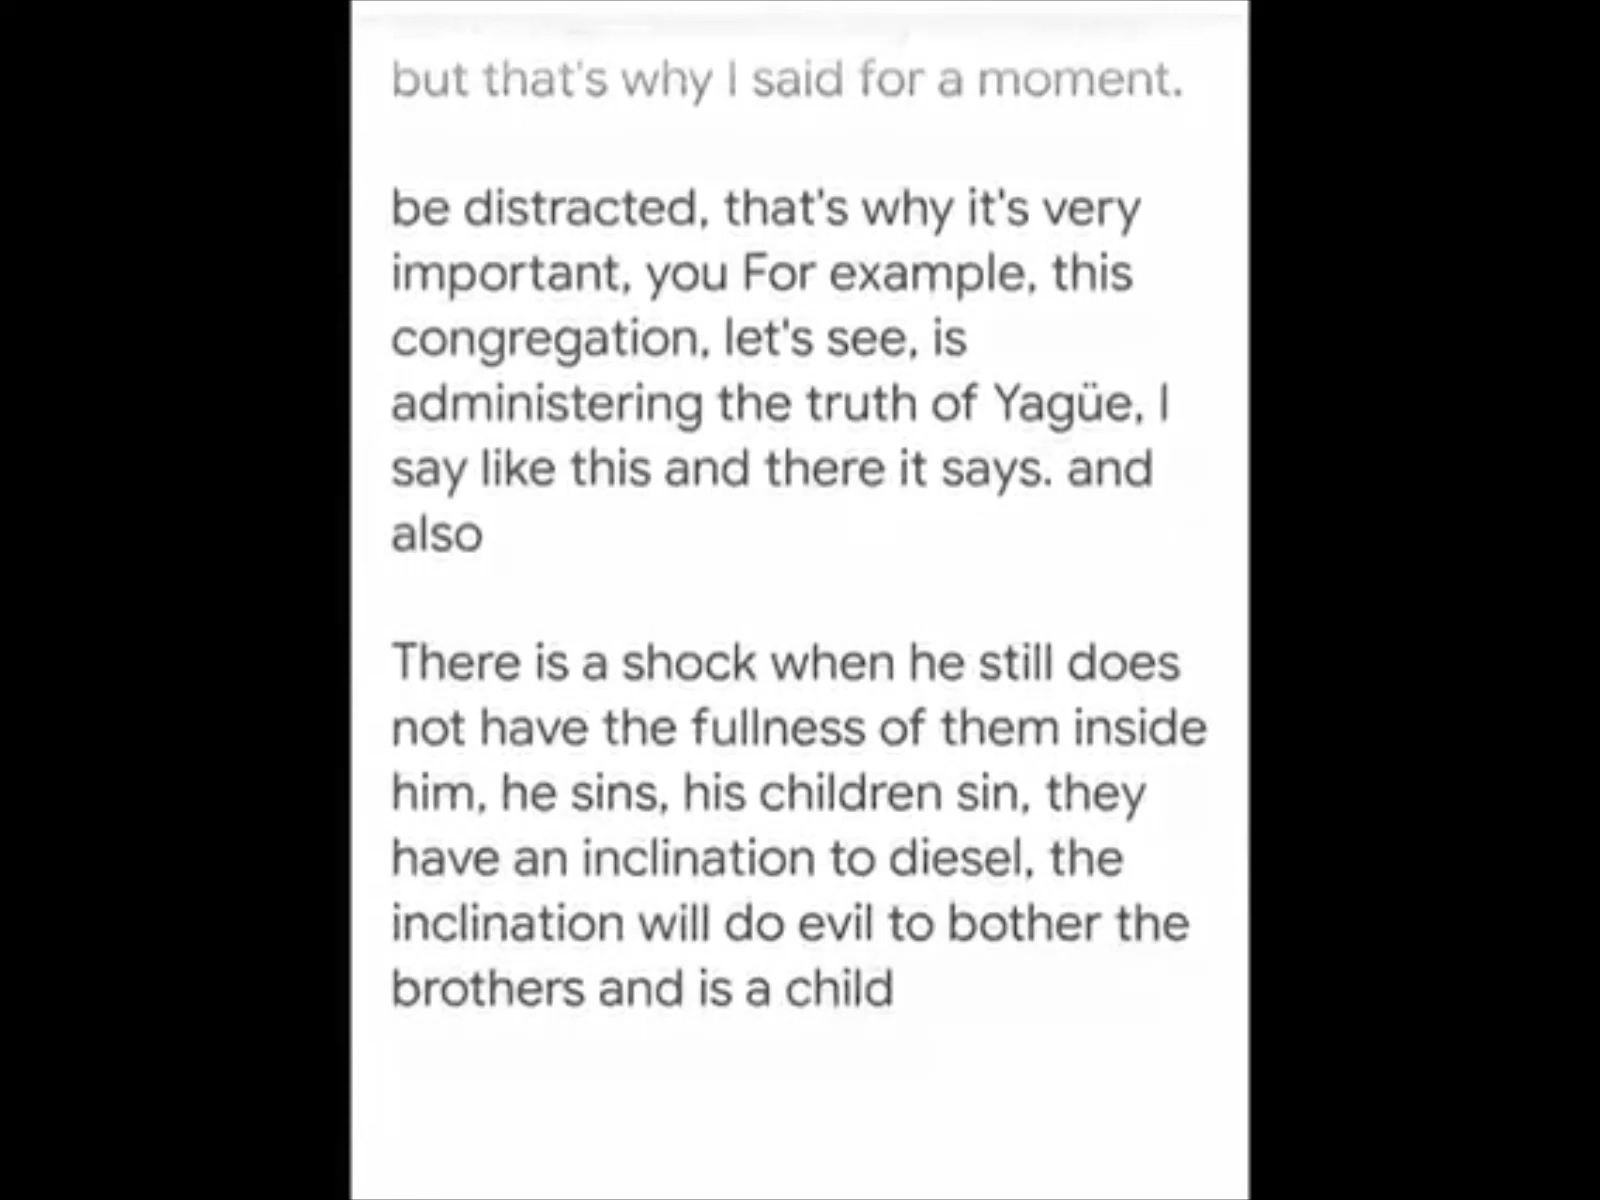 but that's why I said for a moment.
be distracted, that's why it's very
important, you For example, this
congregation, let's see, is
administering the truth of Yagüe, I
say like this and there it says. and
also
There is a shock when he still does
not have the fullness of them inside
him, he sins, his children sin, they
have an inclination to diesel, the
inclination will do evil to bother the
brothers and is a child